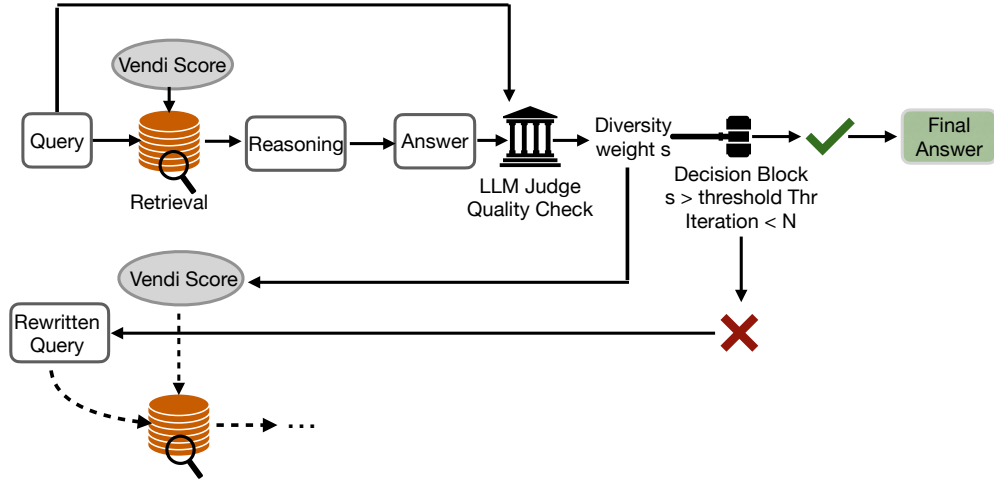 Vendi Score
Query
Retrieval
Reasoning
Answer
LLM Judge
Quality Check
Diversity
weight s
Decision Block
s > threshold Thr
Iteration < N
Final
Answer
Vendi Score
Rewritten
Query
...